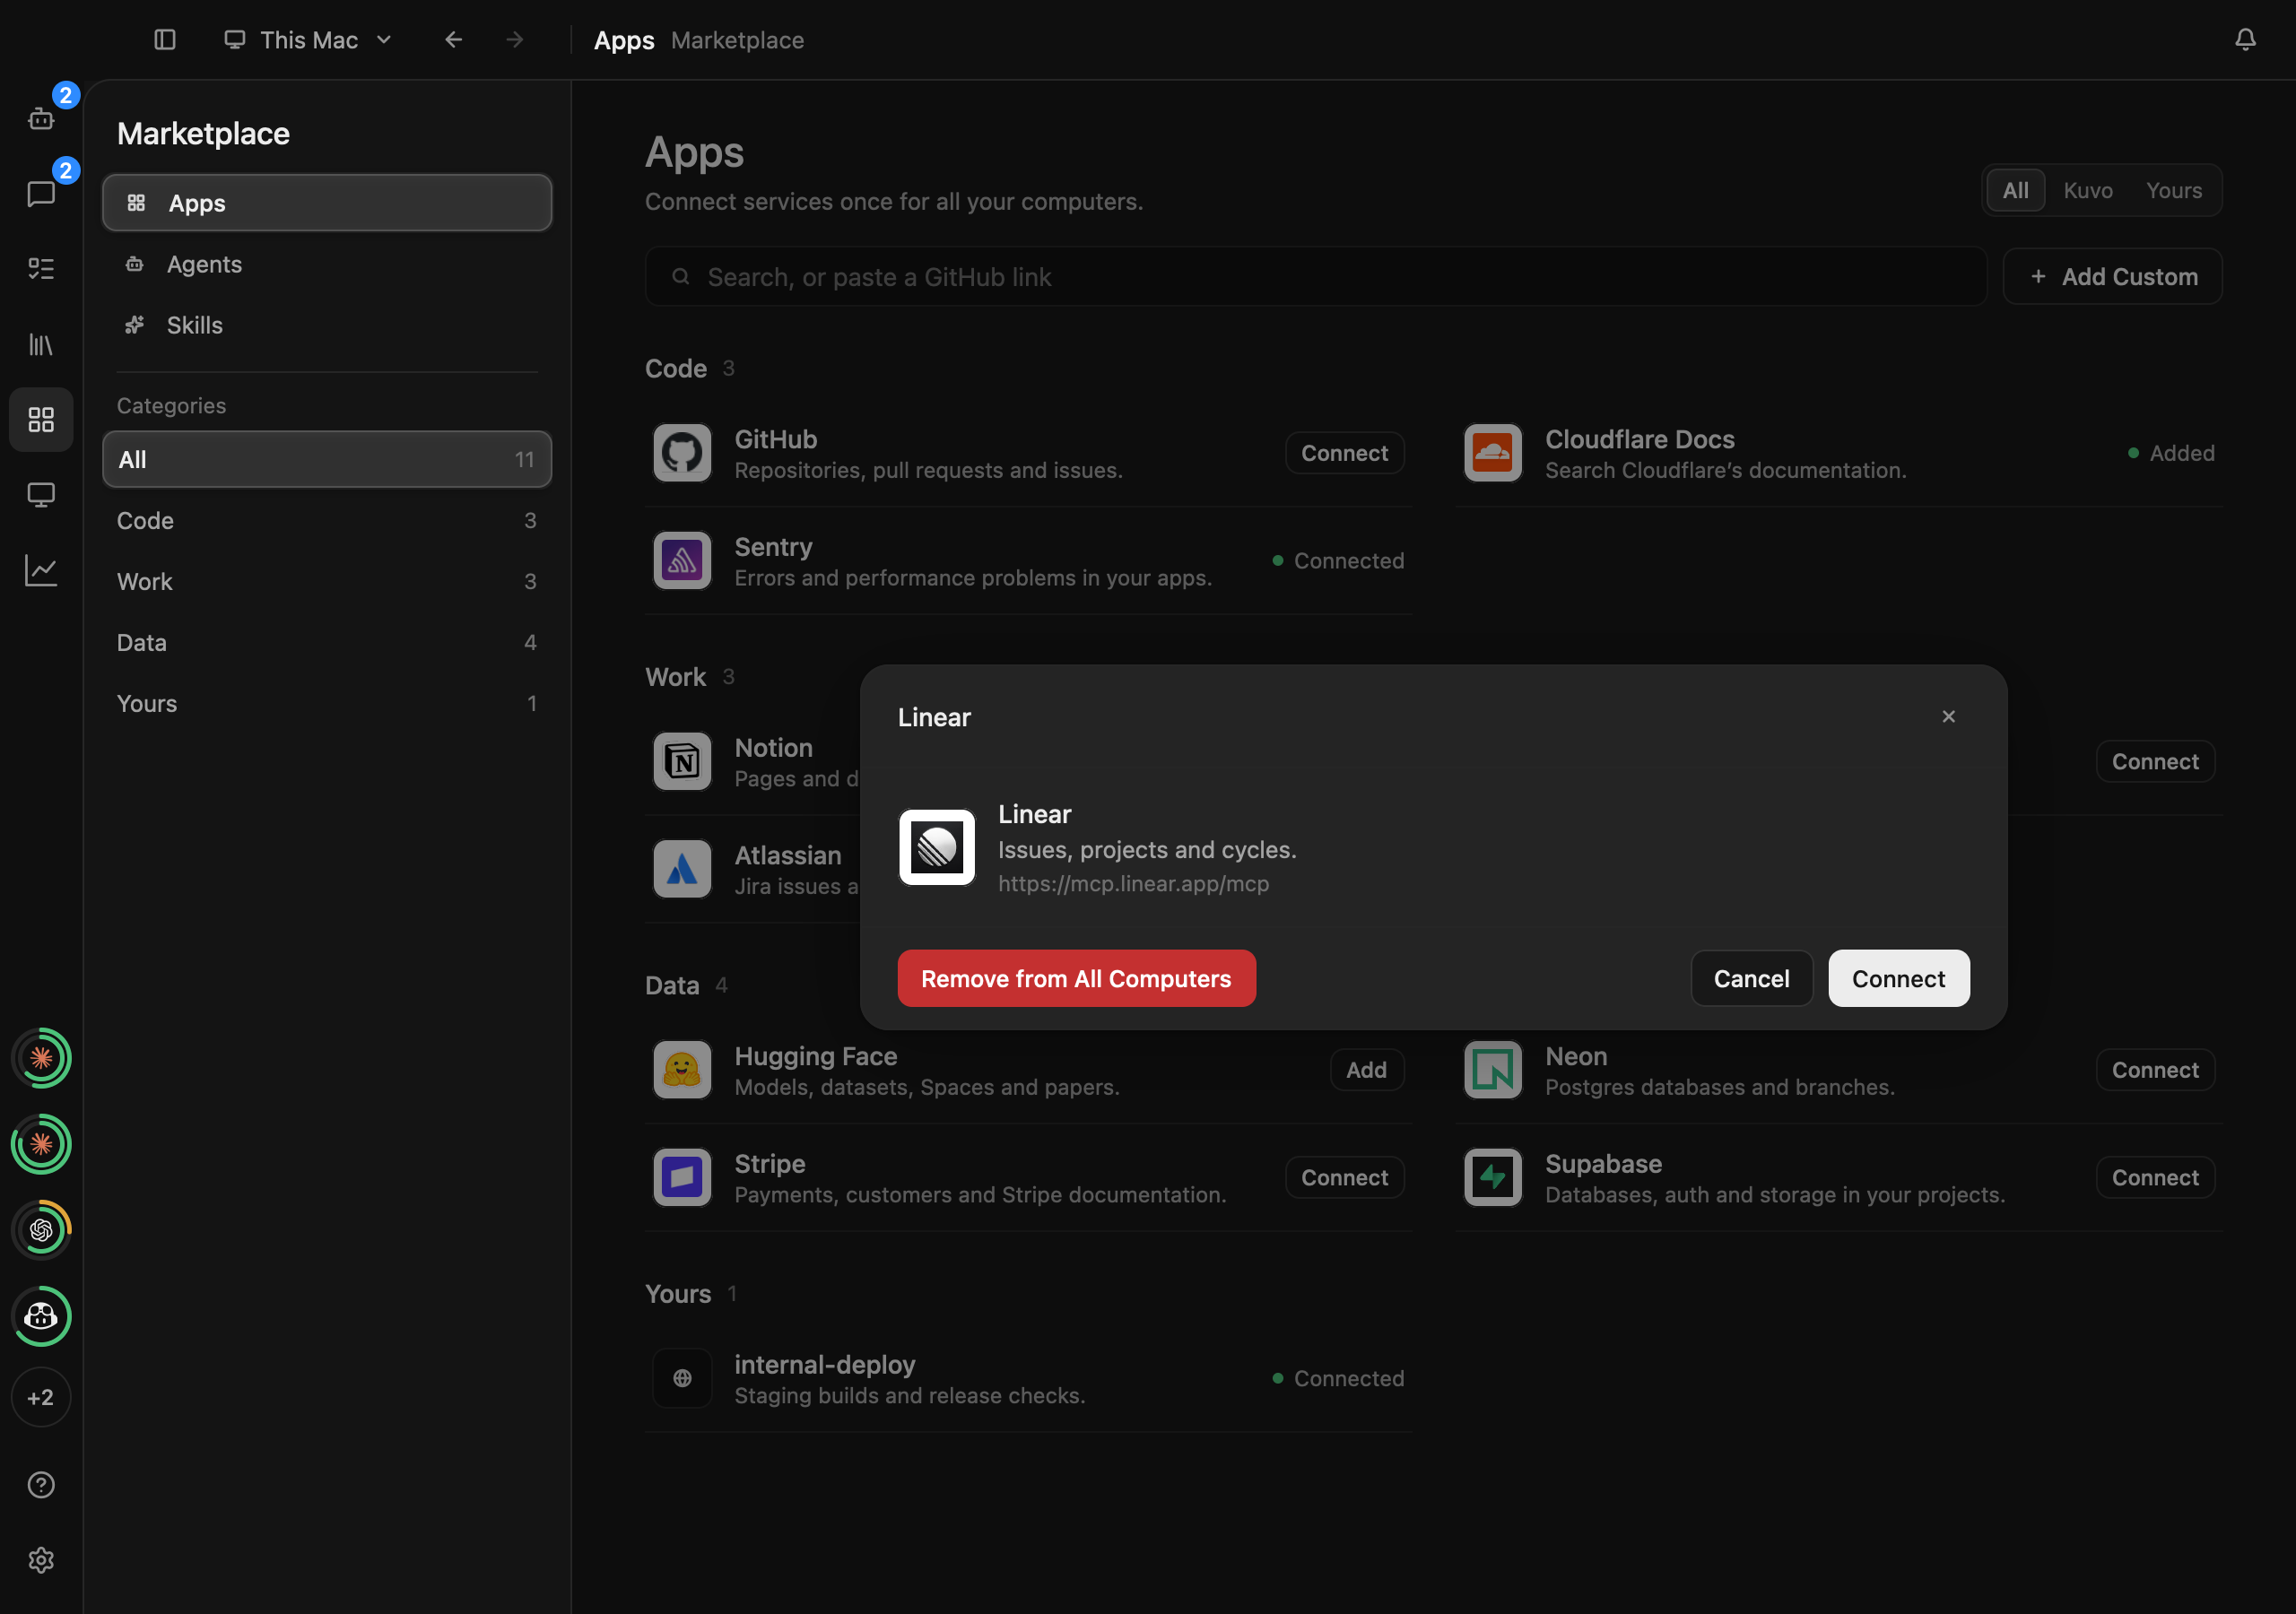 This Mac
Apps Marketplace
2
2
Marketplace
Apps
Agents
Skills
Categories
All 11
Code 3
Work 3
Data 4
Yours 1
+2
Apps
Connect services once for all your computers.
All Kuvo Yours
Search, or paste a GitHub link
+ Add Custom
Code 3
GitHub
Repositories, pull requests and issues.
Connect
Cloudflare Docs
Search Cloudflare’s documentation.
Added
Sentry
Errors and performance problems in your apps.
Connected
Work 3
Notion
Pages and d
Connect
Atlassian
Jira issues a
Linear
Linear
Issues, projects and cycles.
https://mcp.linear.app/mcp
Remove from All Computers
Cancel
Connect
Data 4
Hugging Face
Models, datasets, Spaces and papers.
Add
Neon
Postgres databases and branches.
Connect
Stripe
Payments, customers and Stripe documentation.
Connect
Supabase
Databases, auth and storage in your projects.
Connect
Yours 1
internal-deploy
Staging builds and release checks.
Connected